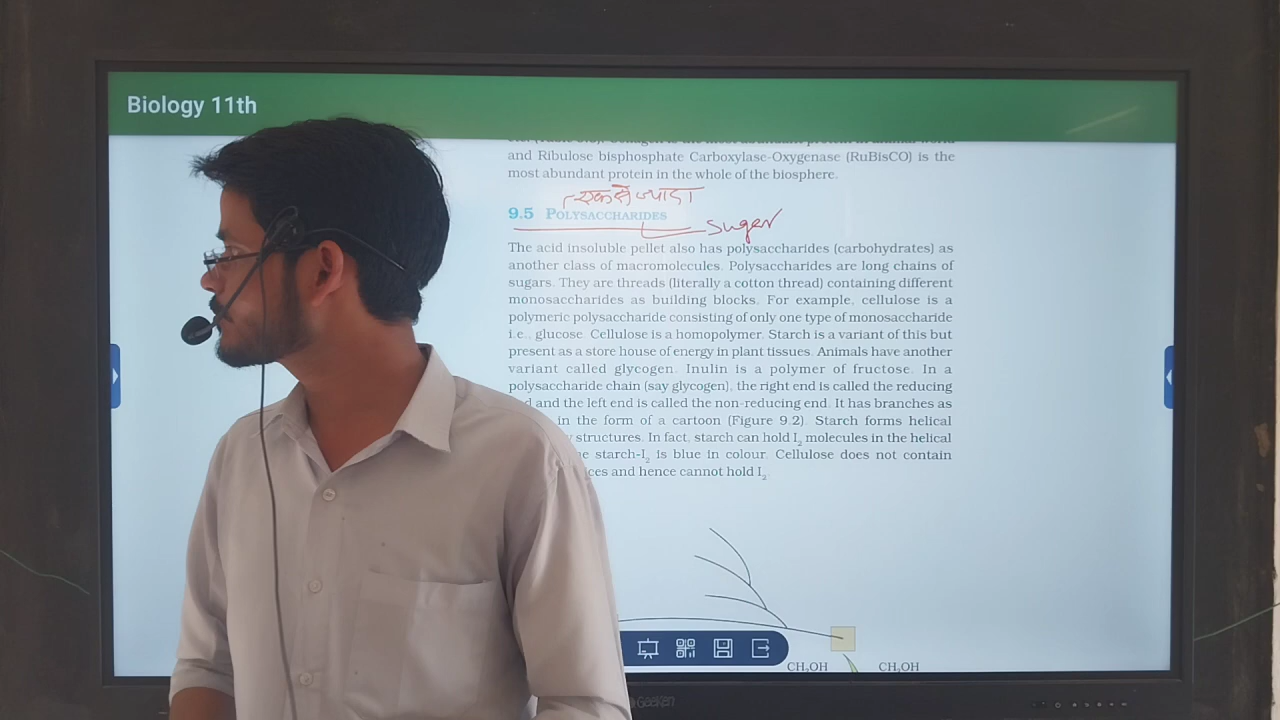 Biology 11th
and Ribulose bisphosphate Carboxylase-Oxygenase (RuBisCO) is the
most abundant protein in the whole of the biosphere.
एक से ज्यादा
9.5 POLYSACCHARIDES
Suger
The acid insoluble pellet also has polysaccharides (carbohydrates) as
another class of macromolecules. Polysaccharides are long chains of
sugars. They are threads (literally a cotton thread) containing different
monosaccharides as building blocks. For example, cellulose is a
polymeric polysaccharide consisting of only one type of monosaccharide
i.e., glucose. Cellulose is a homopolymer. Starch is a variant of this but
present as a store house of energy in plant tissues. Animals have another
variant called glycogen. Inulin is a polymer of fructose. In a
polysaccharide chain (say glycogen), the right end is called the reducing
and the left end is called the non-reducing end. It has branches as
in the form of a cartoon (Figure 9.2). Starch forms helical
structures. In fact, starch can hold I₂ molecules in the helical
starch-I₂ is blue in colour. Cellulose does not contain
and hence cannot hold I₂
CH₂OH CH₂OH
Geeken